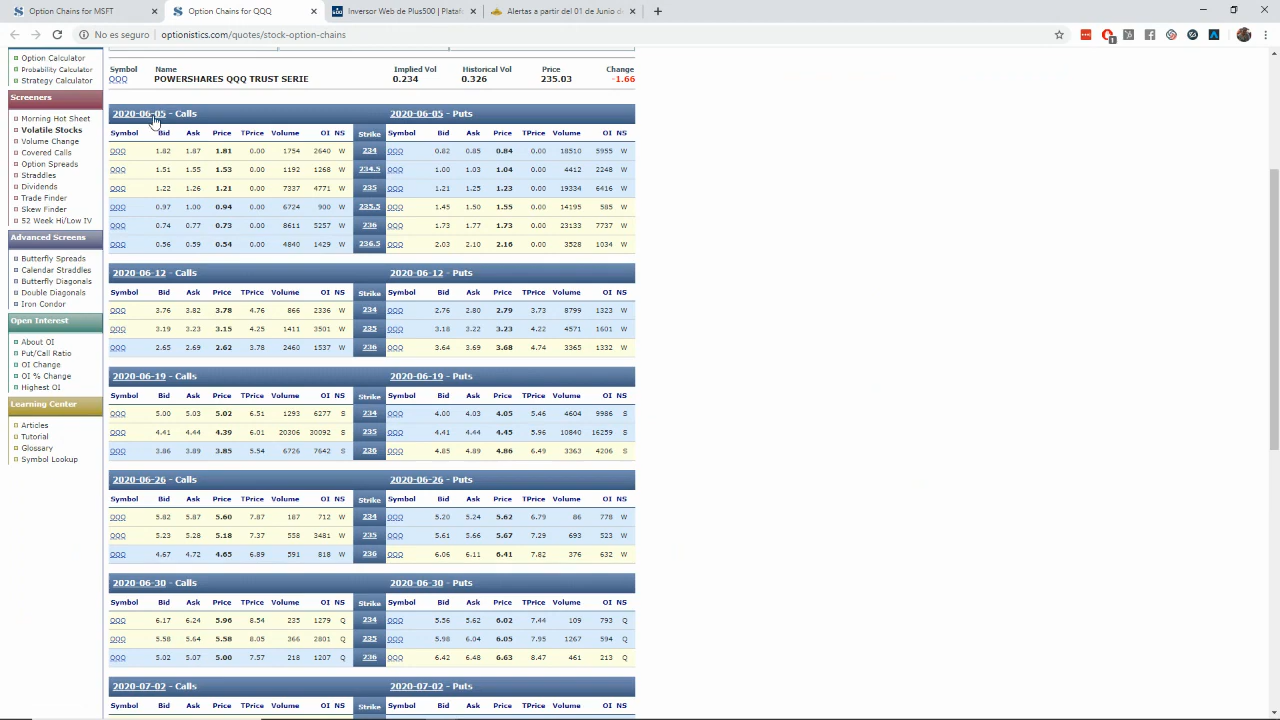 Option Chains for MSFT
Option Chains for QQQ
Inversor Web de Plus500 | Plataf
Alertas a partir del 01 de Junio de
No es seguro
optionistics.com/quotes/stock-option-chains
Option Calculator
Probability Calculator
Strategy Calculator
Screeners
Morning Hot Sheet
Volatile Stocks
Volume Change
Covered Calls
Option Spreads
Straddles
Dividends
Trade Finder
Skew Finder
52 Week Hi/Low IV
Advanced Screens
Butterfly Spreads
Calendar Straddles
Butterfly Diagonals
Double Diagonals
Iron Condor
Open Interest
About OI
Put/Call Ratio
OI Change
OI % Change
Highest OI
Learning Center
Articles
Tutorial
Glossary
Symbol Lookup
Symbol Name Implied Vol Historical Vol Price Change
QQQ POWERSHARES QQQ TRUST SERIE 0.234 0.326 235.03 -1.66
2020-06-05 - Calls 2020-06-05 - Puts
Symbol Bid Ask Price TPrice Volume OI NS Strike Symbol Bid Ask Price TPrice Volume OI NS
QQQ 1.82 1.87 1.81 0.00 1754 2640 W 234 QQQ 0.82 0.85 0.84 0.00 18510 5955 W
QQQ 1.51 1.55 1.53 0.00 1192 1268 W 234.5 QQQ 1.00 1.03 1.04 0.00 4412 2248 W
QQQ 1.22 1.26 1.21 0.00 7337 4771 W 235 QQQ 1.21 1.25 1.23 0.00 19334 6416 W
QQQ 0.97 1.00 0.94 0.00 6724 900 W 235.5 QQQ 1.45 1.50 1.55 0.00 14195 585 W
QQQ 0.74 0.77 0.73 0.00 8611 5257 W 236 QQQ 1.73 1.77 1.73 0.00 23133 7737 W
QQQ 0.56 0.59 0.54 0.00 4840 1429 W 236.5 QQQ 2.03 2.10 2.16 0.00 3528 1034 W
2020-06-12 - Calls 2020-06-12 - Puts
Symbol Bid Ask Price TPrice Volume OI NS Strike Symbol Bid Ask Price TPrice Volume OI NS
QQQ 3.76 3.82 3.78 4.76 866 2336 W 234 QQQ 2.76 2.80 2.79 3.73 8799 1323 W
QQQ 3.19 3.23 3.15 4.25 1411 3501 W 235 QQQ 3.18 3.22 3.23 4.22 4571 1601 W
QQQ 2.65 2.69 2.62 3.78 2460 1537 W 236 QQQ 3.64 3.69 3.68 4.74 3365 1332 W
2020-06-19 - Calls 2020-06-19 - Puts
Symbol Bid Ask Price TPrice Volume OI NS Strike Symbol Bid Ask Price TPrice Volume OI NS
QQQ 5.00 5.03 5.02 6.51 1293 6277 S 234 QQQ 4.00 4.03 4.05 5.46 4604 9986 S
QQQ 4.41 4.44 4.39 6.01 20306 30092 S 235 QQQ 4.41 4.44 4.45 5.96 10840 16259 S
QQQ 3.86 3.89 3.85 5.54 6726 7642 S 236 QQQ 4.85 4.89 4.86 6.49 3363 4206 S
2020-06-26 - Calls 2020-06-26 - Puts
Symbol Bid Ask Price TPrice Volume OI NS Strike Symbol Bid Ask Price TPrice Volume OI NS
QQQ 5.82 5.87 5.60 7.87 187 712 W 234 QQQ 5.20 5.24 5.62 6.79 86 778 W
QQQ 5.23 5.28 5.18 7.37 558 3481 W 235 QQQ 5.61 5.66 5.67 7.29 693 523 W
QQQ 4.67 4.72 4.65 6.89 591 818 W 236 QQQ 6.06 6.11 6.41 7.82 376 632 W
2020-06-30 - Calls 2020-06-30 - Puts
Symbol Bid Ask Price TPrice Volume OI NS Strike Symbol Bid Ask Price TPrice Volume OI NS
QQQ 6.17 6.24 5.96 8.54 235 1279 Q 234 QQQ 5.56 5.62 6.02 7.44 109 793 Q
QQQ 5.58 5.64 5.58 8.05 366 2801 Q 235 QQQ 5.98 6.04 6.05 7.95 1267 594 Q
QQQ 5.02 5.07 5.00 7.57 218 1207 Q 236 QQQ 6.42 6.48 6.63 8.47 461 213 Q
2020-07-02 - Calls 2020-07-02 - Puts
Symbol Bid Ask Price TPrice Volume OI NS Strike Symbol Bid Ask Price TPrice Volume OI NS